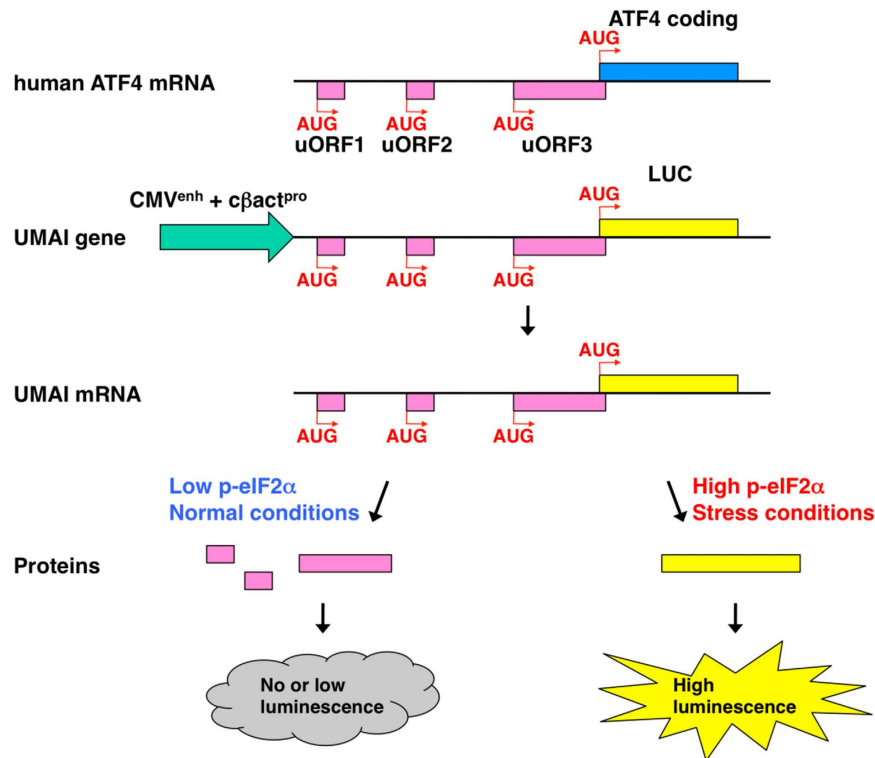 ATF4 coding
AUG
human ATF4 mRNA
AUG AUG AUG
uORF1 uORF2 uORF3
LUC
CMVenh + cβactpro
AUG
UMAI gene
AUG AUG AUG
AUG
UMAI mRNA
AUG AUG AUG
Low p-eIF2α
Normal conditions
High p-eIF2α
Stress conditions
Proteins
No or low
luminescence
High
luminescence